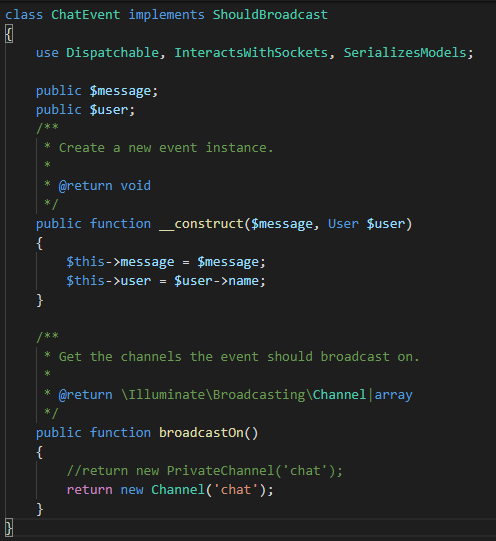 class ChatEvent implements ShouldBroadcast
{
    use Dispatchable, InteractsWithSockets, SerializesModels;

    public $message;
    public $user;
    /**
     * Create a new event instance.
     *
     * @return void
     */
    public function __construct($message, User $user)
    {
        $this->message = $message;
        $this->user = $user->name;
    }

    /**
     * Get the channels the event should broadcast on.
     *
     * @return \Illuminate\Broadcasting\Channel|array
     */
    public function broadcastOn()
    {
        //return new PrivateChannel('chat');
        return new Channel('chat');
    }
}